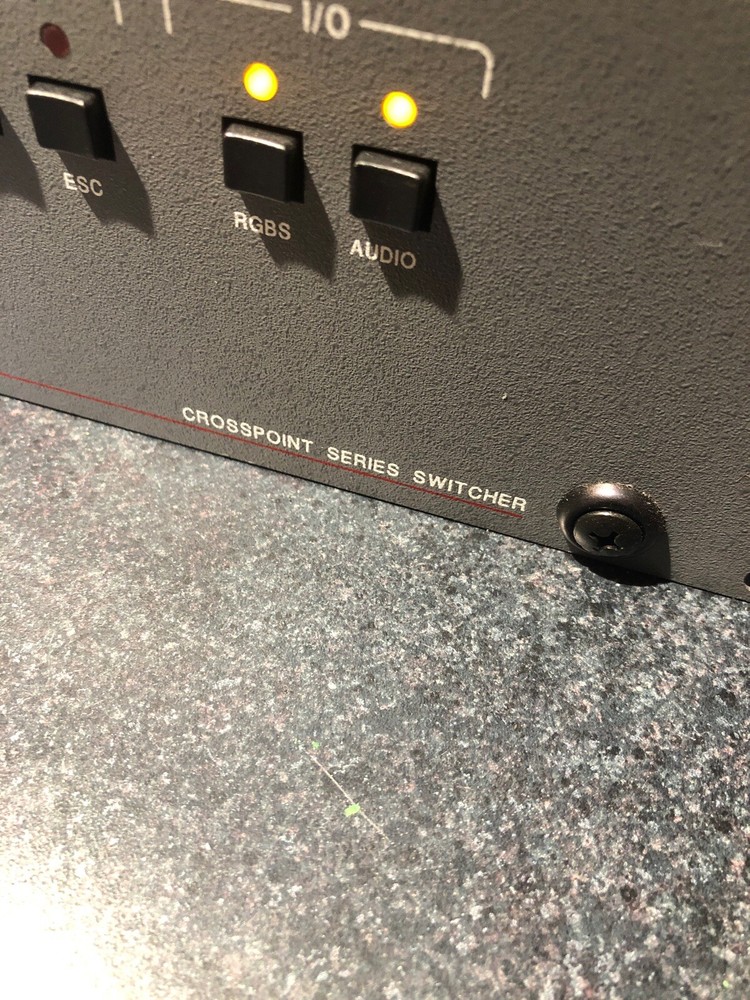 I/O
ESC
RGBS
AUDIO
CROSSPOINT SERIES SWITCHER